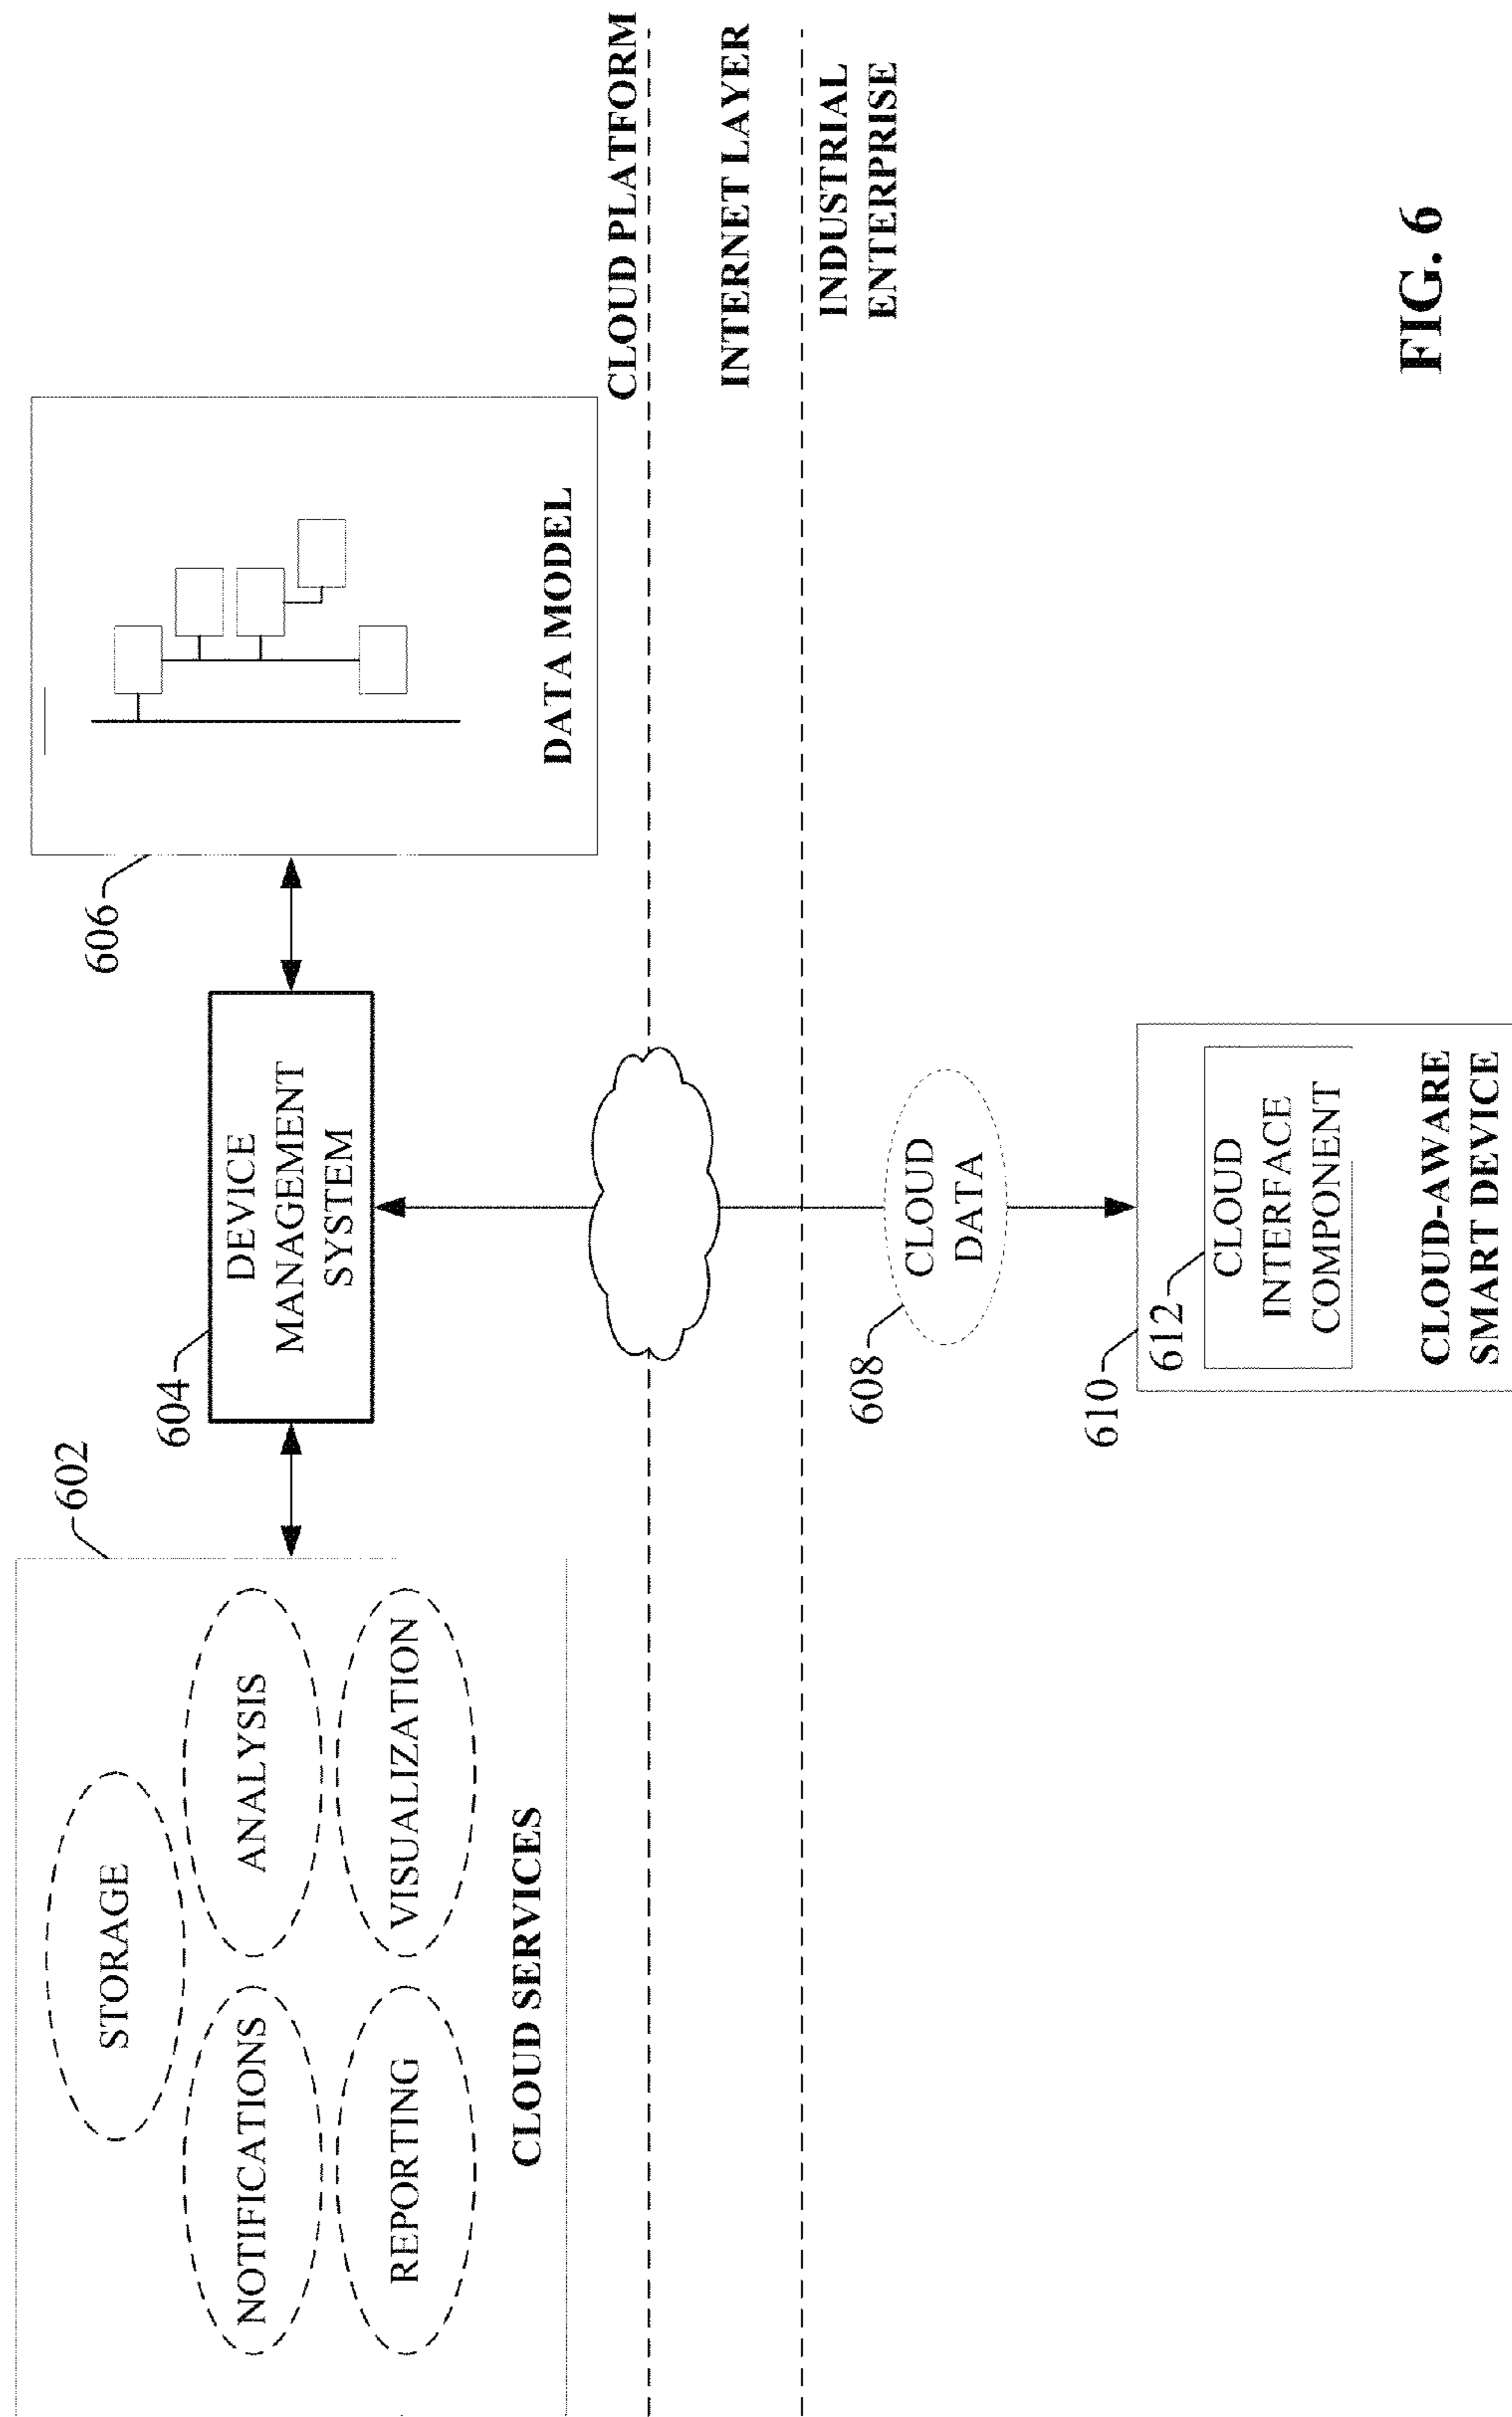 602
STORAGE
NOTIFICATIONS
ANALYSIS
REPORTING
VISUALIZATION
CLOUD SERVICES
604
DEVICE
MANAGEMENT
SYSTEM
606
DATA MODEL
CLOUD PLATFORM
INTERNET LAYER
INDUSTRIAL
ENTERPRISE
608
CLOUD
DATA
610
612
CLOUD
INTERFACE
COMPONENT
CLOUD-AWARE
SMART DEVICE
FIG. 6